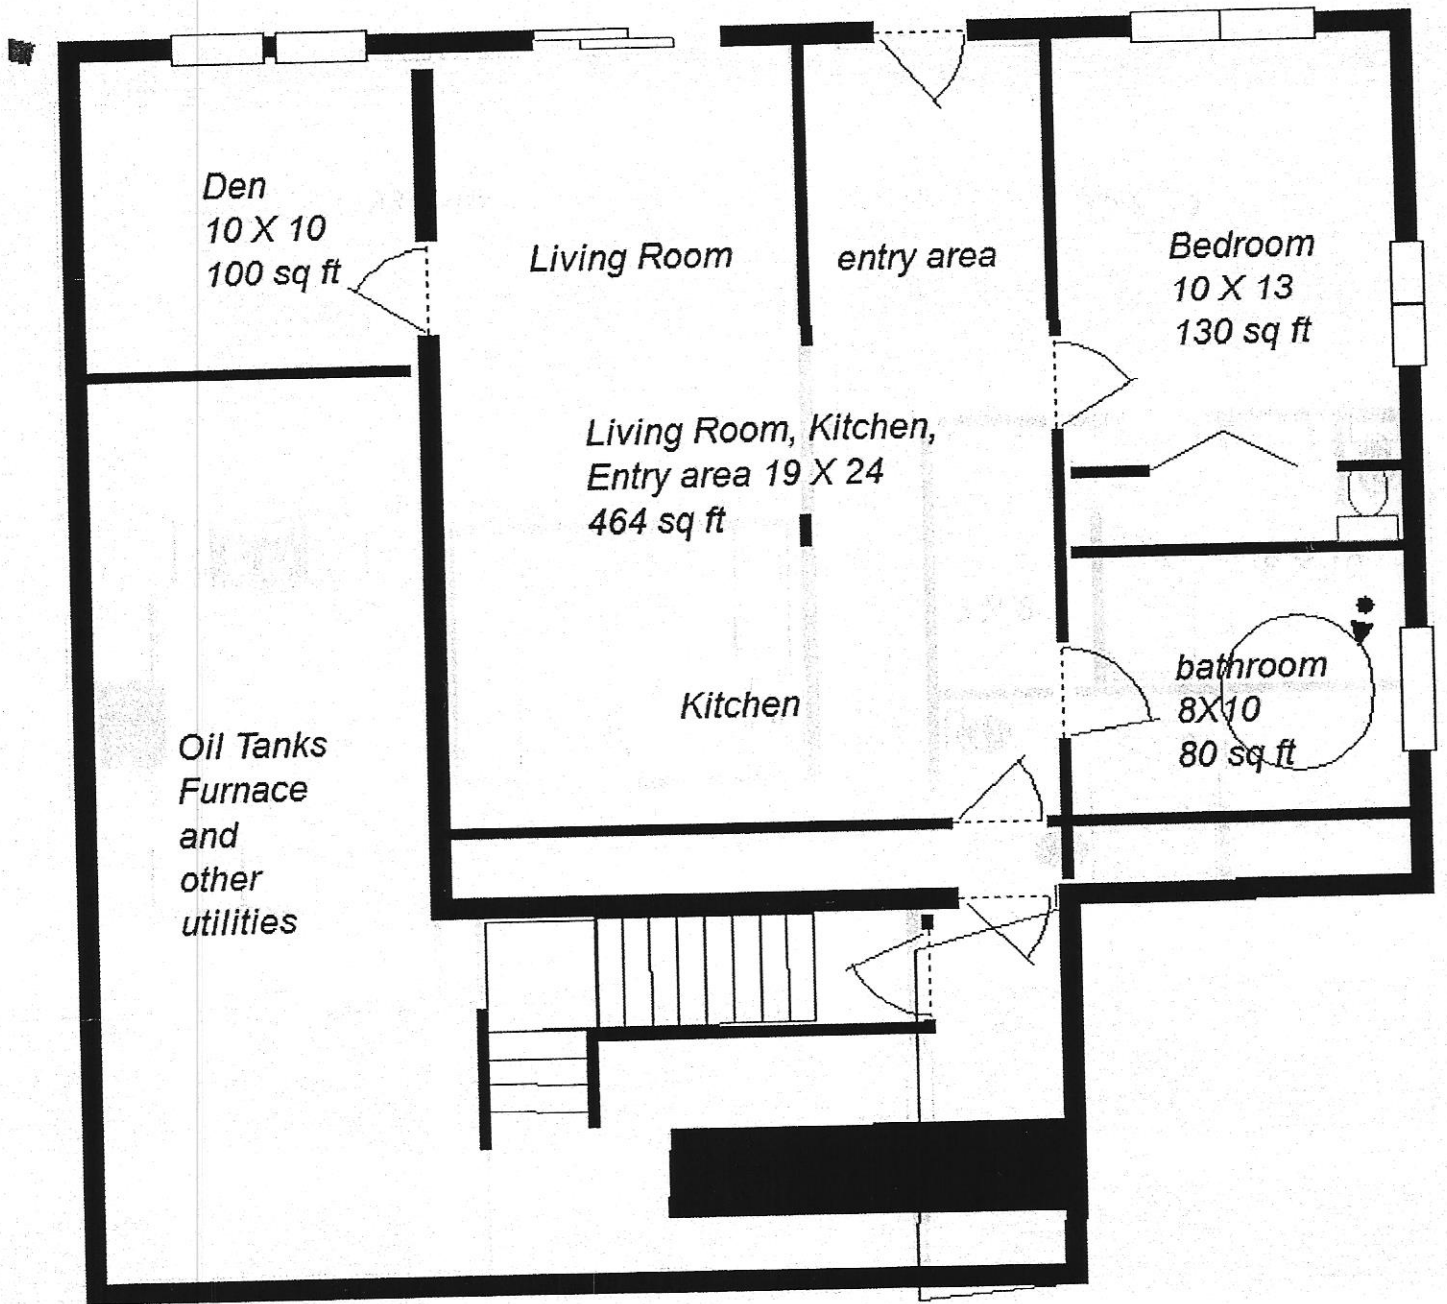 Den
10 X 10
100 sq ft
Living Room
entry area
Bedroom
10 X 13
130 sq ft
Living Room, Kitchen,
Entry area 19 X 24
464 sq ft
Kitchen
bathroom
8X10
80 sq ft
Oil Tanks
Furnace
and
other
utilities